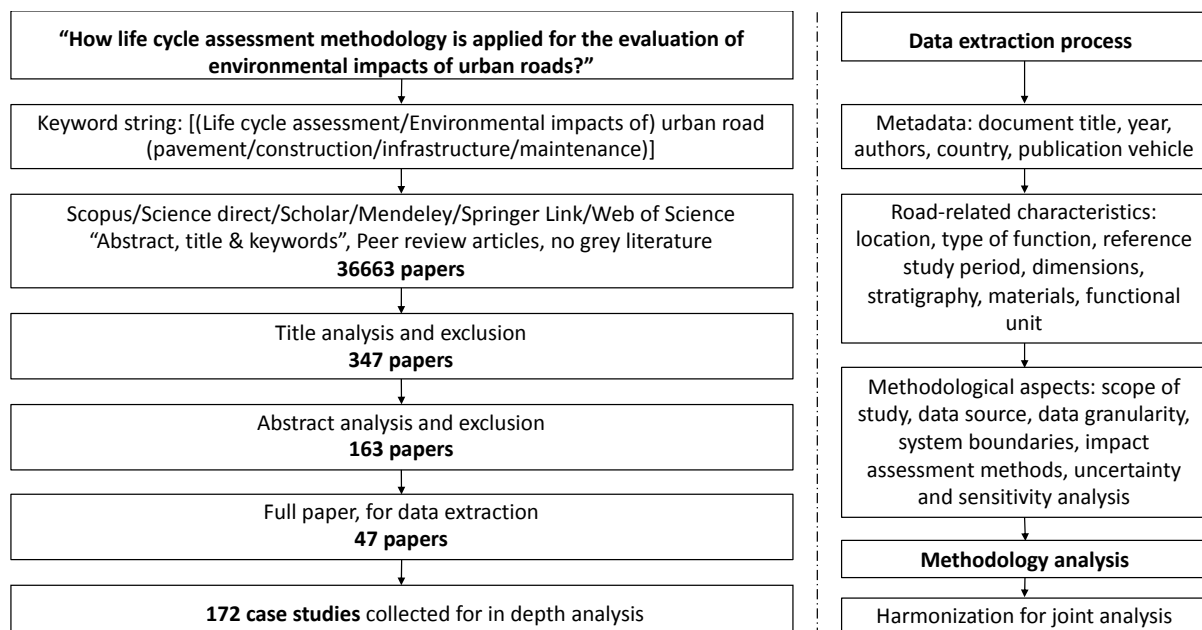 “How life cycle assessment methodology is applied for the evaluation of
environmental impacts of urban roads?”
Keyword string: [(Life cycle assessment/Environmental impacts of) urban road
(pavement/construction/infrastructure/maintenance)]
Scopus/Science direct/Scholar/Mendeley/Springer Link/Web of Science
“Abstract, title & keywords”, Peer review articles, no grey literature
36663 papers
Title analysis and exclusion
347 papers
Abstract analysis and exclusion
163 papers
Full paper, for data extraction
47 papers
172 case studies collected for in depth analysis
Data extraction process
Metadata: document title, year,
authors, country, publication vehicle
Road-related characteristics:
location, type of function, reference
study period, dimensions,
stratigraphy, materials, functional
unit
Methodological aspects: scope of
study, data source, data granularity,
system boundaries, impact
assessment methods, uncertainty
and sensitivity analysis
Methodology analysis
Harmonization for joint analysis